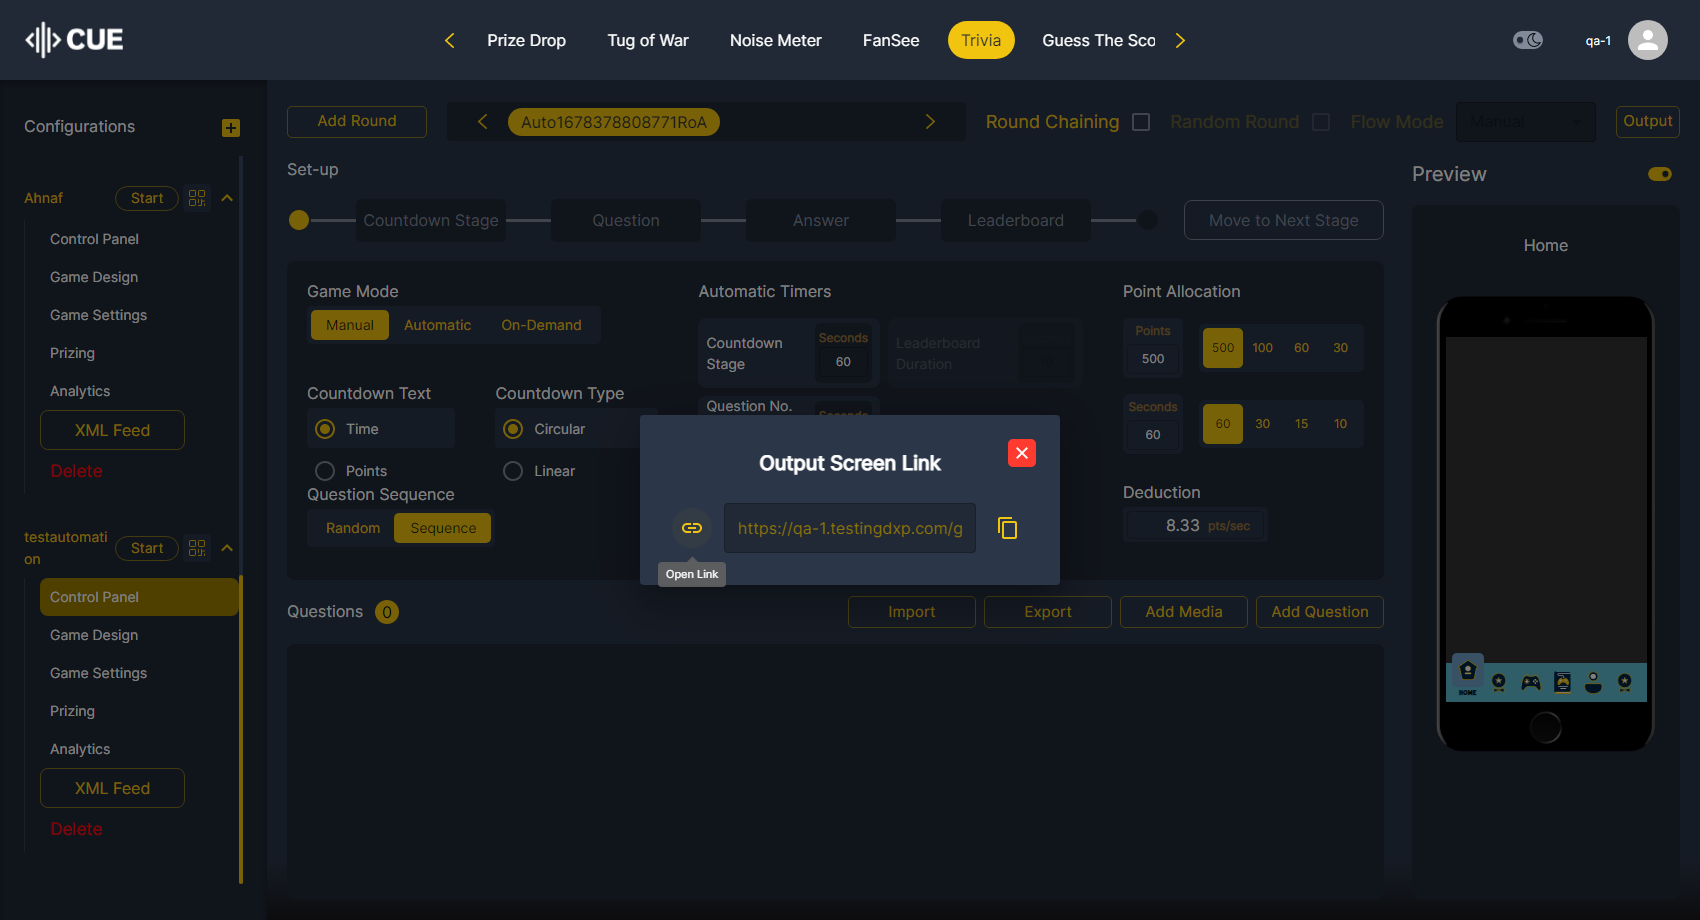 CUE
Prize Drop
Tug of War
Noise Meter
FanSee
Trivia
Guess The Sco
qa-1
Configurations
Add Round
Auto1678378808771RoA
Round Chaining
Random Round
Flow Mode
Manual
Output
Set-up
Preview
Ahnaf
Start
Control Panel
Game Design
Game Settings
Prizing
Analytics
XML Feed
Delete
Countdown Stage
Question
Answer
Leaderboard
Move to Next Stage
Home
Game Mode
Manual
Automatic
On-Demand
Automatic Timers
Countdown
Stage
Seconds
60
Leaderboard
Duration
Point Allocation
Points
500
500
100
60
30
Countdown Text
Time
Points
Countdown Type
Circular
Linear
Question No.
Seconds
Seconds
60
60
30
15
10
Question Sequence
Random
Sequence
Deduction
8.33 pts/sec
Output Screen Link
https://qa-1.testingdxp.com/g
Open Link
testautomati
on
Start
Control Panel
Game Design
Game Settings
Prizing
Analytics
XML Feed
Delete
Questions
0
Import
Export
Add Media
Add Question
HOME